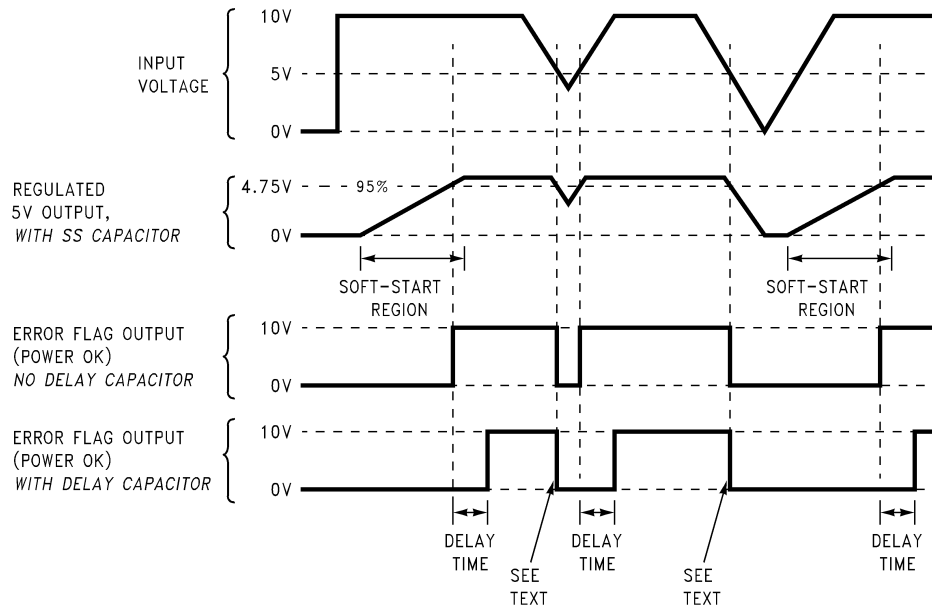 INPUT
VOLTAGE
10V
5V
0V
REGULATED
5V OUTPUT,
WITH SS CAPACITOR
4.75V
95%
0V
SOFT-START
REGION
SOFT-START
REGION
ERROR FLAG OUTPUT
(POWER OK)
NO DELAY CAPACITOR
10V
0V
ERROR FLAG OUTPUT
(POWER OK)
WITH DELAY CAPACITOR
10V
0V
DELAY
TIME
SEE
TEXT
DELAY
TIME
SEE
TEXT
DELAY
TIME